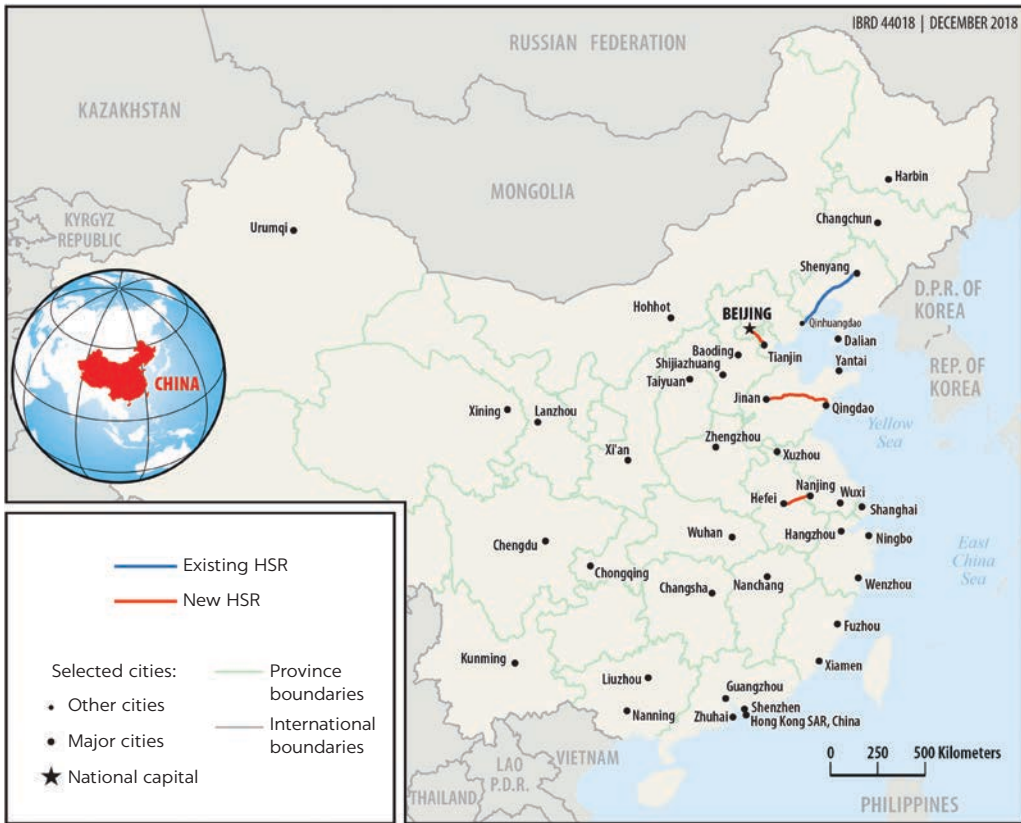 IBRD 44018 | DECEMBER 2018
RUSSIAN FEDERATION
KAZAKHSTAN
MONGOLIA
Harbin
KYRGYZ
REPUBLIC
Urumqi
Changchun
Shenyang
D.P.R. OF
KOREA
Hohhot
BEIJING
Qinhuangdao
Dalian
Tianjin
Baoding
Yantai
REP. OF
KOREA
Shijiazhuang
Taiyuan
CHINA
Jinan
Qingdao
Xining
Lanzhou
Yellow
Sea
Zhengzhou
Xi'an
Xuzhou
Nanjing
Wuxi
Hefei
Shanghai
Wuhan
Hangzhou
Ningbo
Chengdu
East
China
Sea
Chongqing
Nanchang
Changsha
Wenzhou
Fuzhou
Kunming
Xiamen
Liuzhou
Guangzhou
Shenzhen
Nanning
Zhuhai
Hong Kong SAR, China
VIETNAM
LAO
P.D.R.
THAILAND
PHILIPPINES
0 250 500 Kilometers
Existing HSR
New HSR
Selected cities:
Other cities
Major cities
National capital
Province
boundaries
International
boundaries